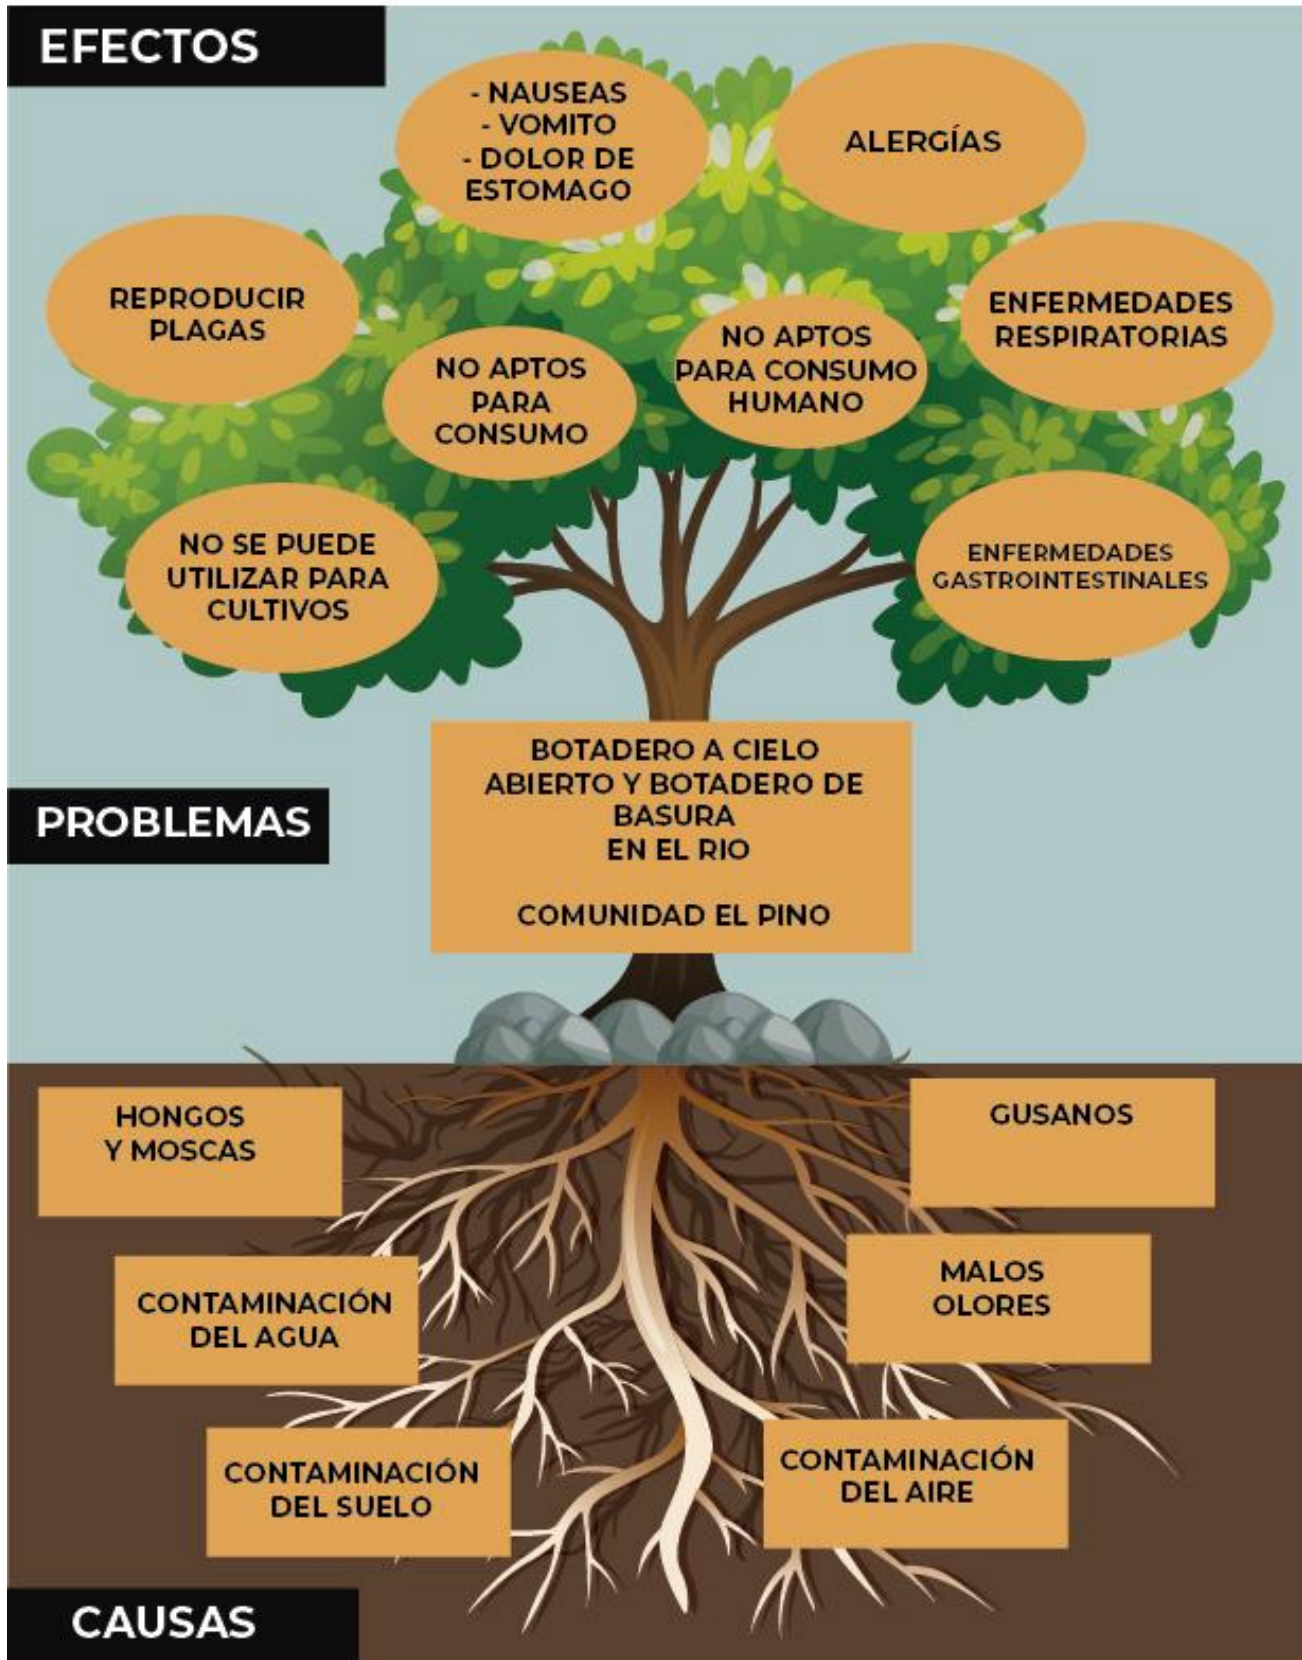 EFECTOS
- NAUSEAS
- VOMITO
- DOLOR DE
ESTOMAGO
ALERGÍAS
REPRODUCIR
PLAGAS
NO APTOS
PARA
CONSUMO
NO APTOS
PARA CONSUMO
HUMANO
ENFERMEDADES
RESPIRATORIAS
NO SE PUEDE
UTILIZAR PARA
CULTIVOS
ENFERMEDADES
GASTROINTESTINALES
PROBLEMAS
BOTADERO A CIELO
ABIERTO Y BOTADERO DE
BASURA
EN EL RIO
COMUNIDAD EL PINO
HONGOS
Y MOSCAS
GUSANOS
CONTAMINACIÓN
DEL AGUA
MALOS
OLORES
CONTAMINACIÓN
DEL SUELO
CONTAMINACIÓN
DEL AIRE
CAUSAS